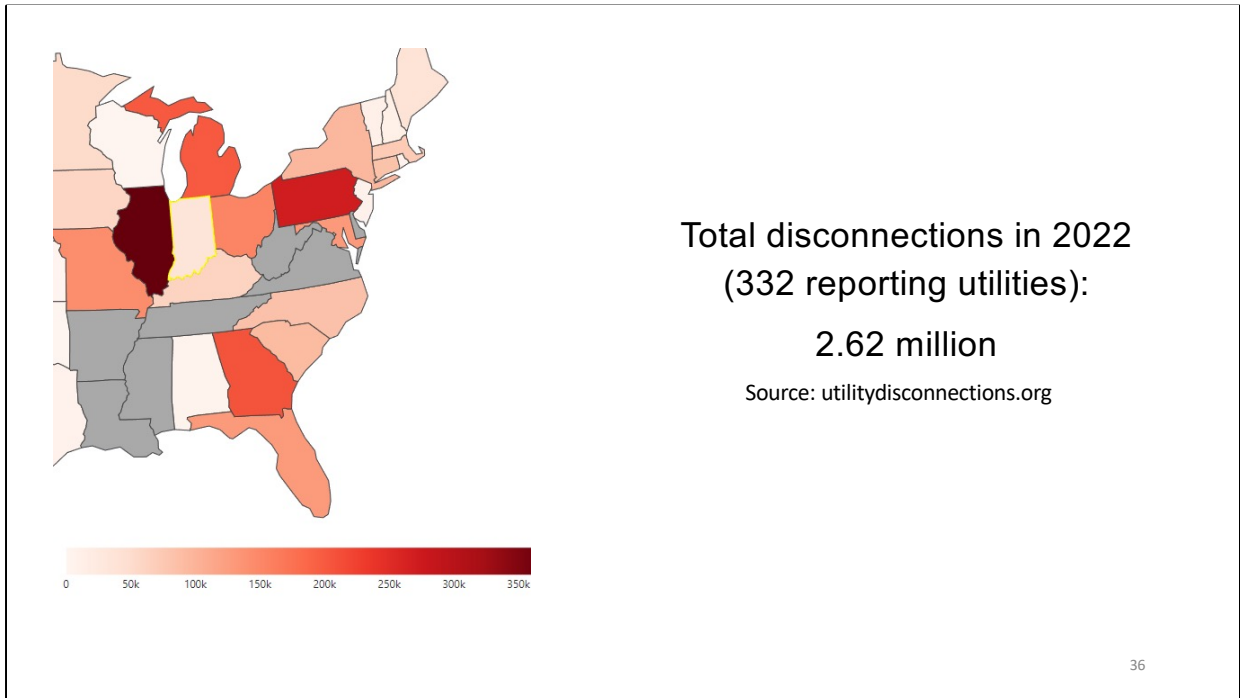 Total disconnections in 2022
(332 reporting utilities):
2.62 million
Source: utilitydisconnections.org
0 50k 100k 150k 200k 250k 300k 350k
36